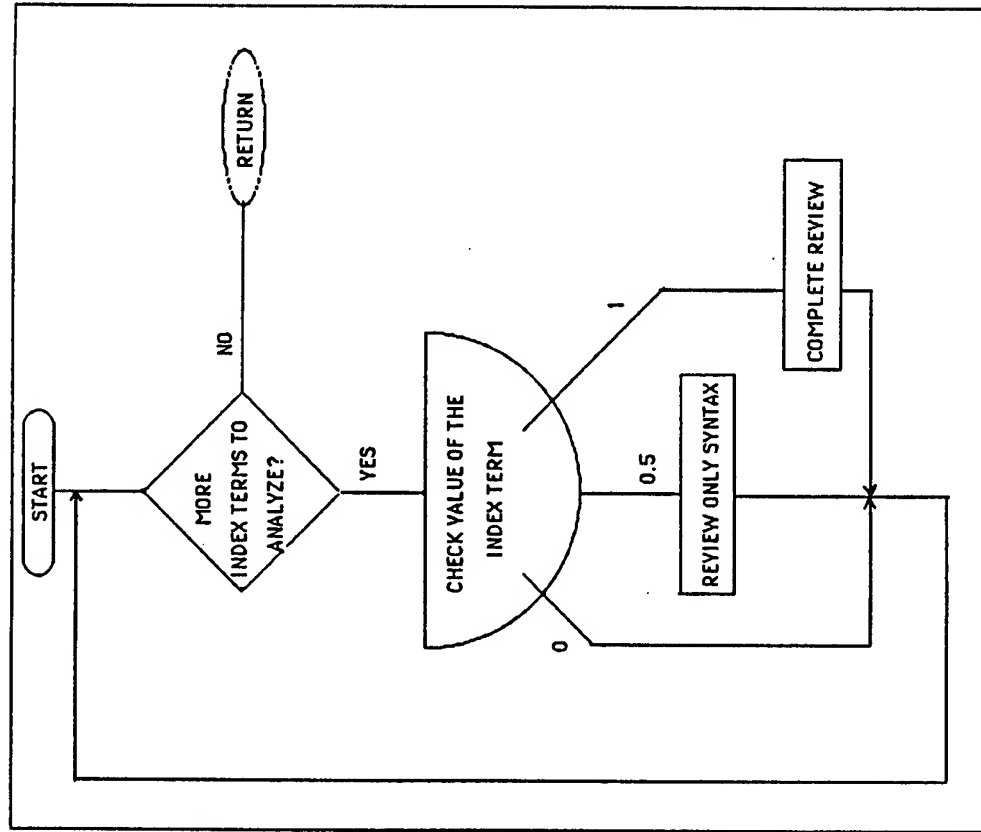 START
MORE
INDEX TERMS TO
ANALYZE?
NO
RETURN
YES
CHECK VALUE OF THE
INDEX TERM
0
0.5
1
REVIEW ONLY SYNTAX
COMPLETE REVIEW